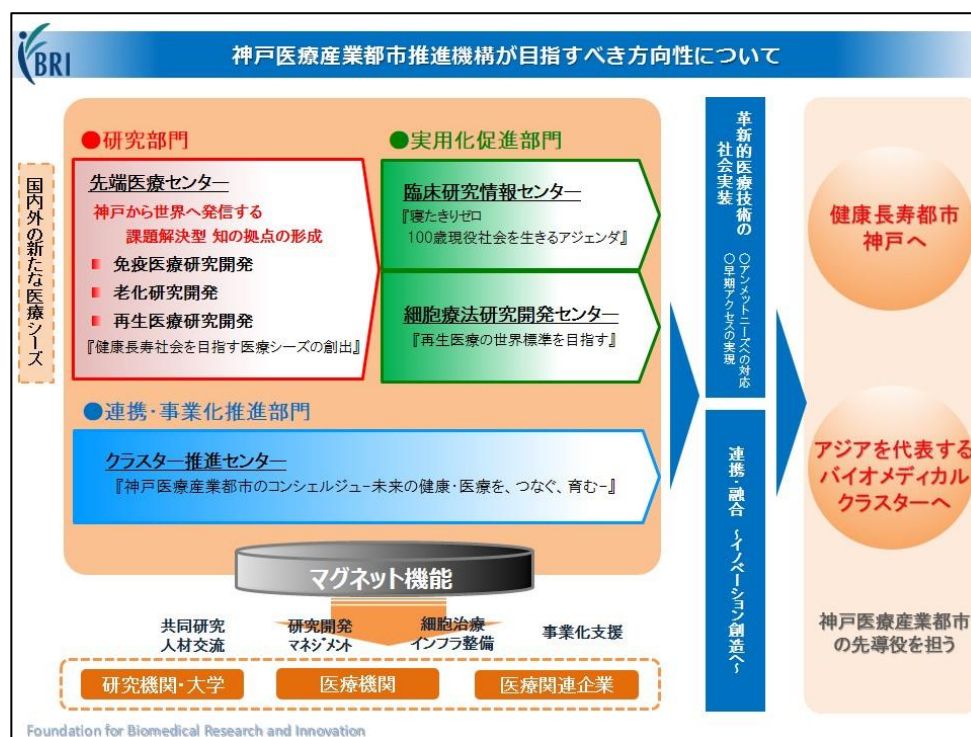 BRI
神戸医療産業都市推進機構が目指すべき方向性について
国内外の新たな医療シーズ
●研究部門
先端医療センター
神戸から世界へ発信する
課題解決型 知の拠点の形成
免疫医療研究開発
老化研究開発
再生医療研究開発
『健康長寿社会を目指す医療シーズの創出』
●実用化促進部門
臨床研究情報センター
『寝たきりゼロ
100歳現役社会を生きるアジェンダ』
細胞療法研究開発センター
『再生医療の世界標準を目指す』
●連携・事業化推進部門
クラスター推進センター
『神戸医療産業都市のコンシェルジュ−未来の健康・医療を、つなぐ、育む−』
マグネット機能
共同研究
人材交流
研究開発
マネジメント
細胞治療
インフラ整備
事業化支援
研究機関・大学
医療機関
医療関連企業
革新的医療技術の
社会実装
○アンメットニーズへの対応
○早期アクセスの実現
連携・融合 ～イノベーション創造へ～
健康長寿都市
神戸へ
アジアを代表する
バイオメディカル
クラスターへ
神戸医療産業都市
の先導役を担う
Foundation for Biomedical Research and Innovation